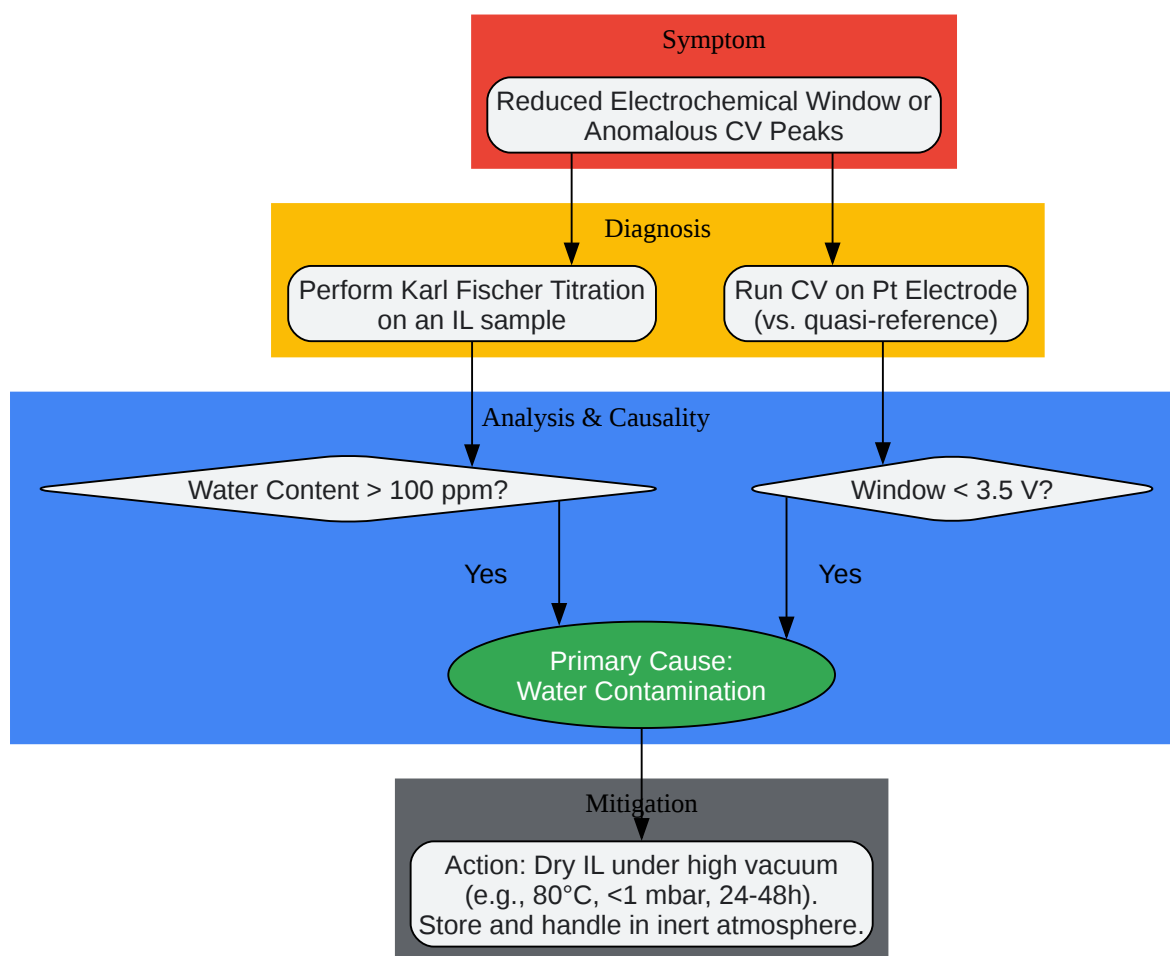 Symptom
Reduced Electrochemical Window or
Anomalous CV Peaks
Diagnosis
Perform Karl Fischer Titration
on an IL sample
Run CV on Pt Electrode
(vs. quasi-reference)
Analysis & Causality
Water Content > 100 ppm?
Window < 3.5 V?
Yes
Yes
Primary Cause:
Water Contamination
Mitigation
Action: Dry IL under high vacuum
(e.g., 80°C, <1 mbar, 24-48h).
Store and handle in inert atmosphere.